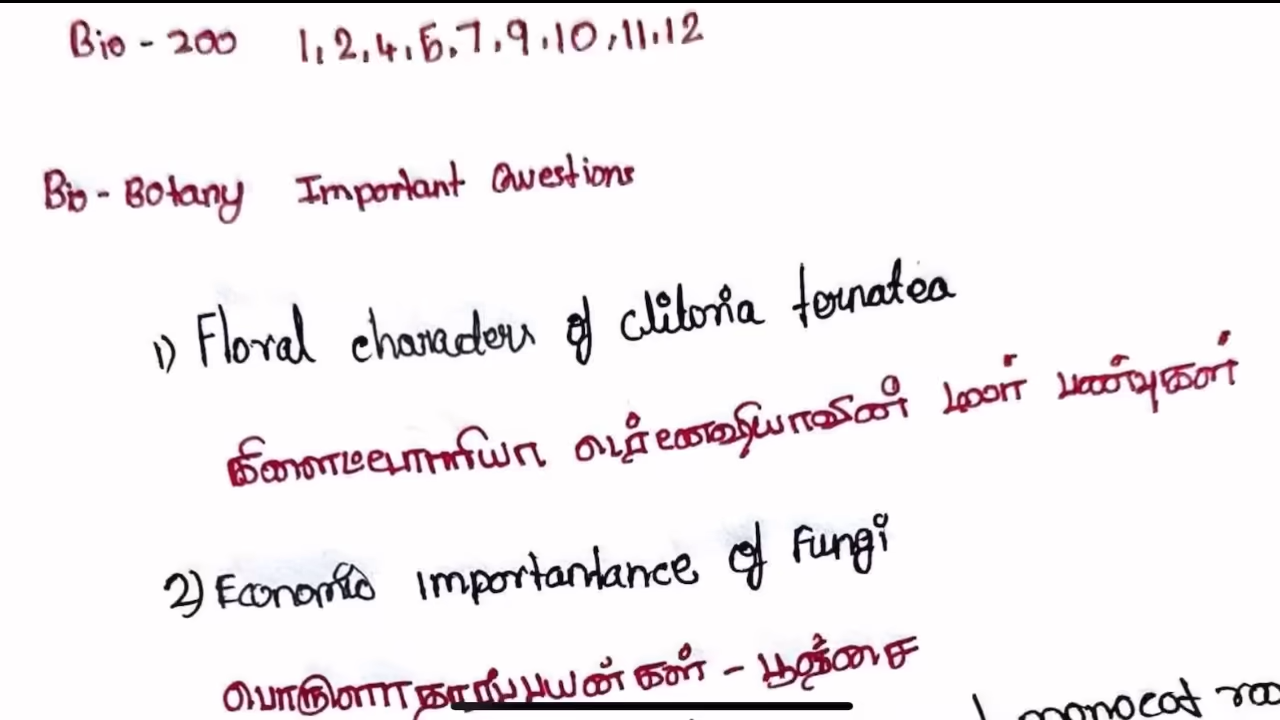 Bio - 200 1,2,4,5,7,9,10,11,12
Bio - Botany Important Questions
1) Floral characters of clitoria ternatea
கிளைடோரியா டெர்னேஷியாவின் மலர் பண்புகள்
2) Economic Importantance of Fungi
பொருளாதாரப்பயன்கள் - பூஞ்சை
monocot